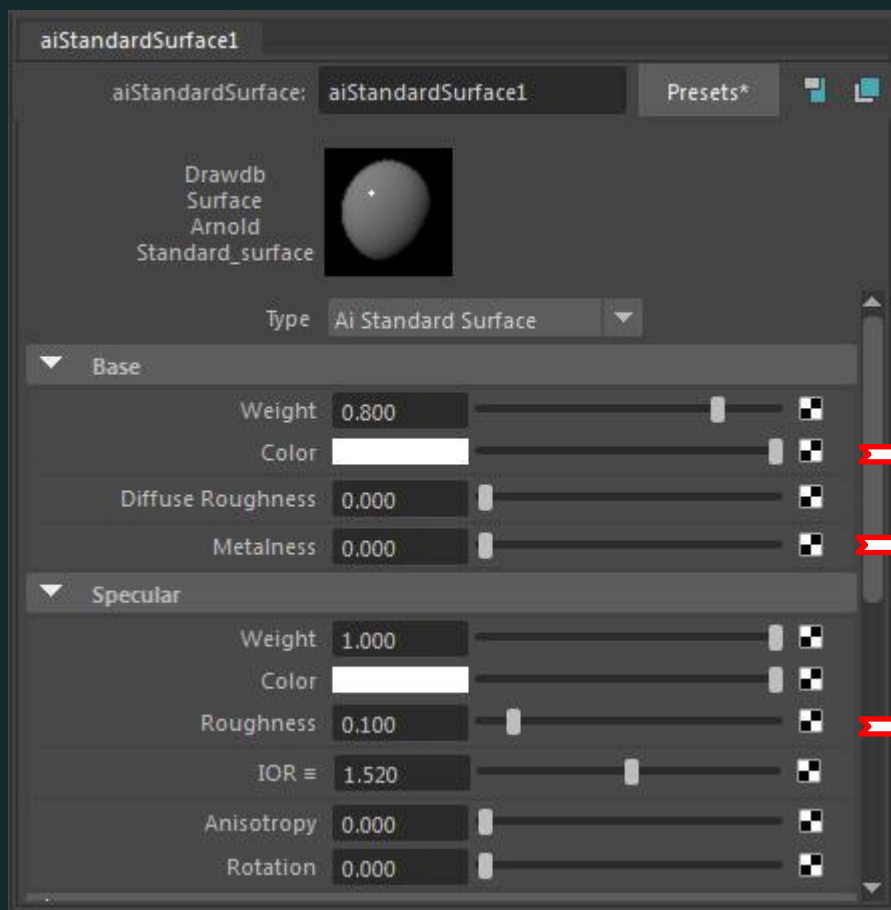 aiStandardSurface1
aiStandardSurface: aiStandardSurface1 Presets*
Drawdb
Surface
Arnold
Standard_surface
Type Ai Standard Surface
Base
Weight 0.800
Color
Diffuse Roughness 0.000
Metalness 0.000
Specular
Weight 1.000
Color
Roughness 0.100
IOR ≡ 1.520
Anisotropy 0.000
Rotation 0.000